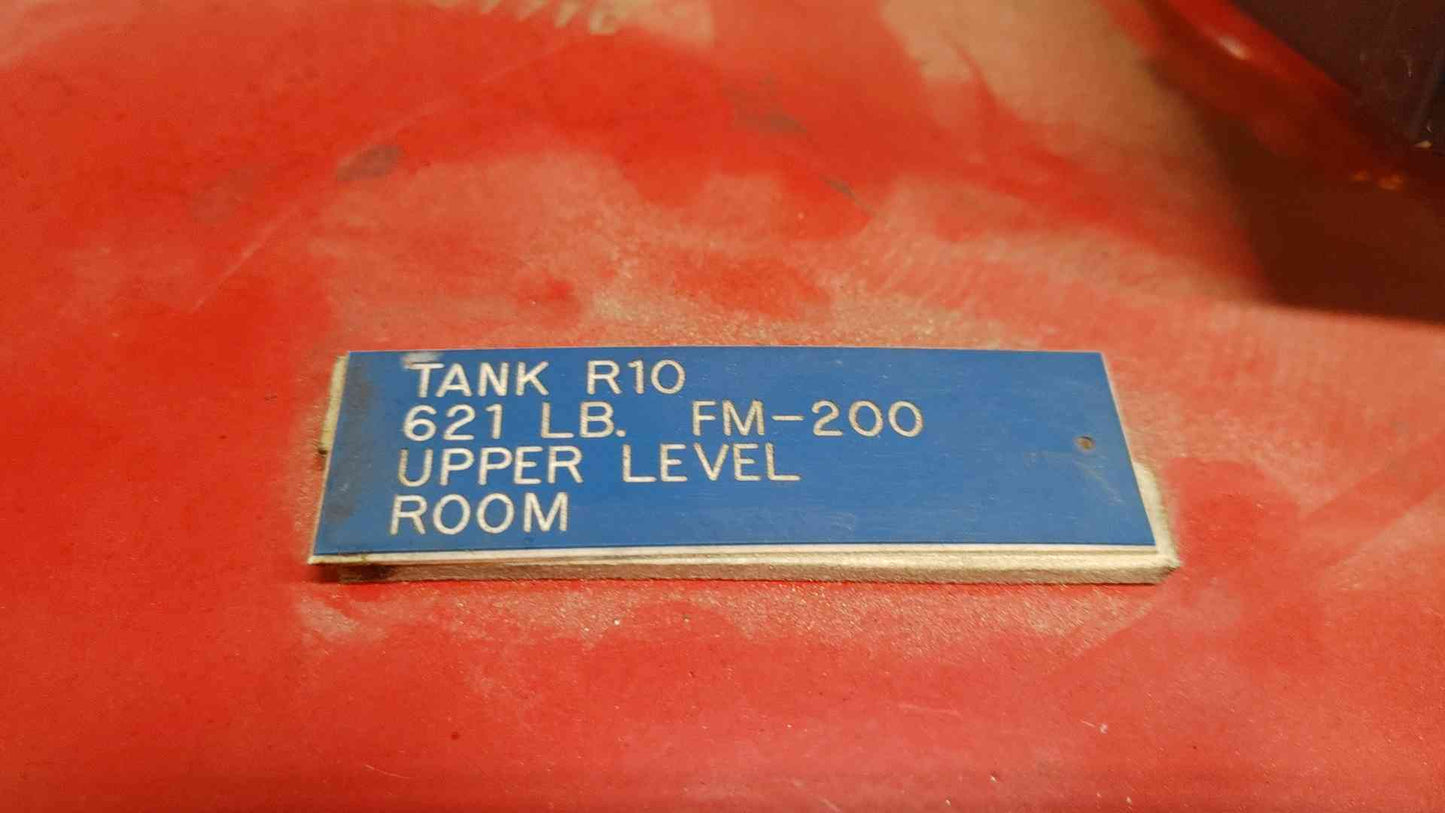 TANK R10
621 LB. FM-200
UPPER LEVEL
ROOM